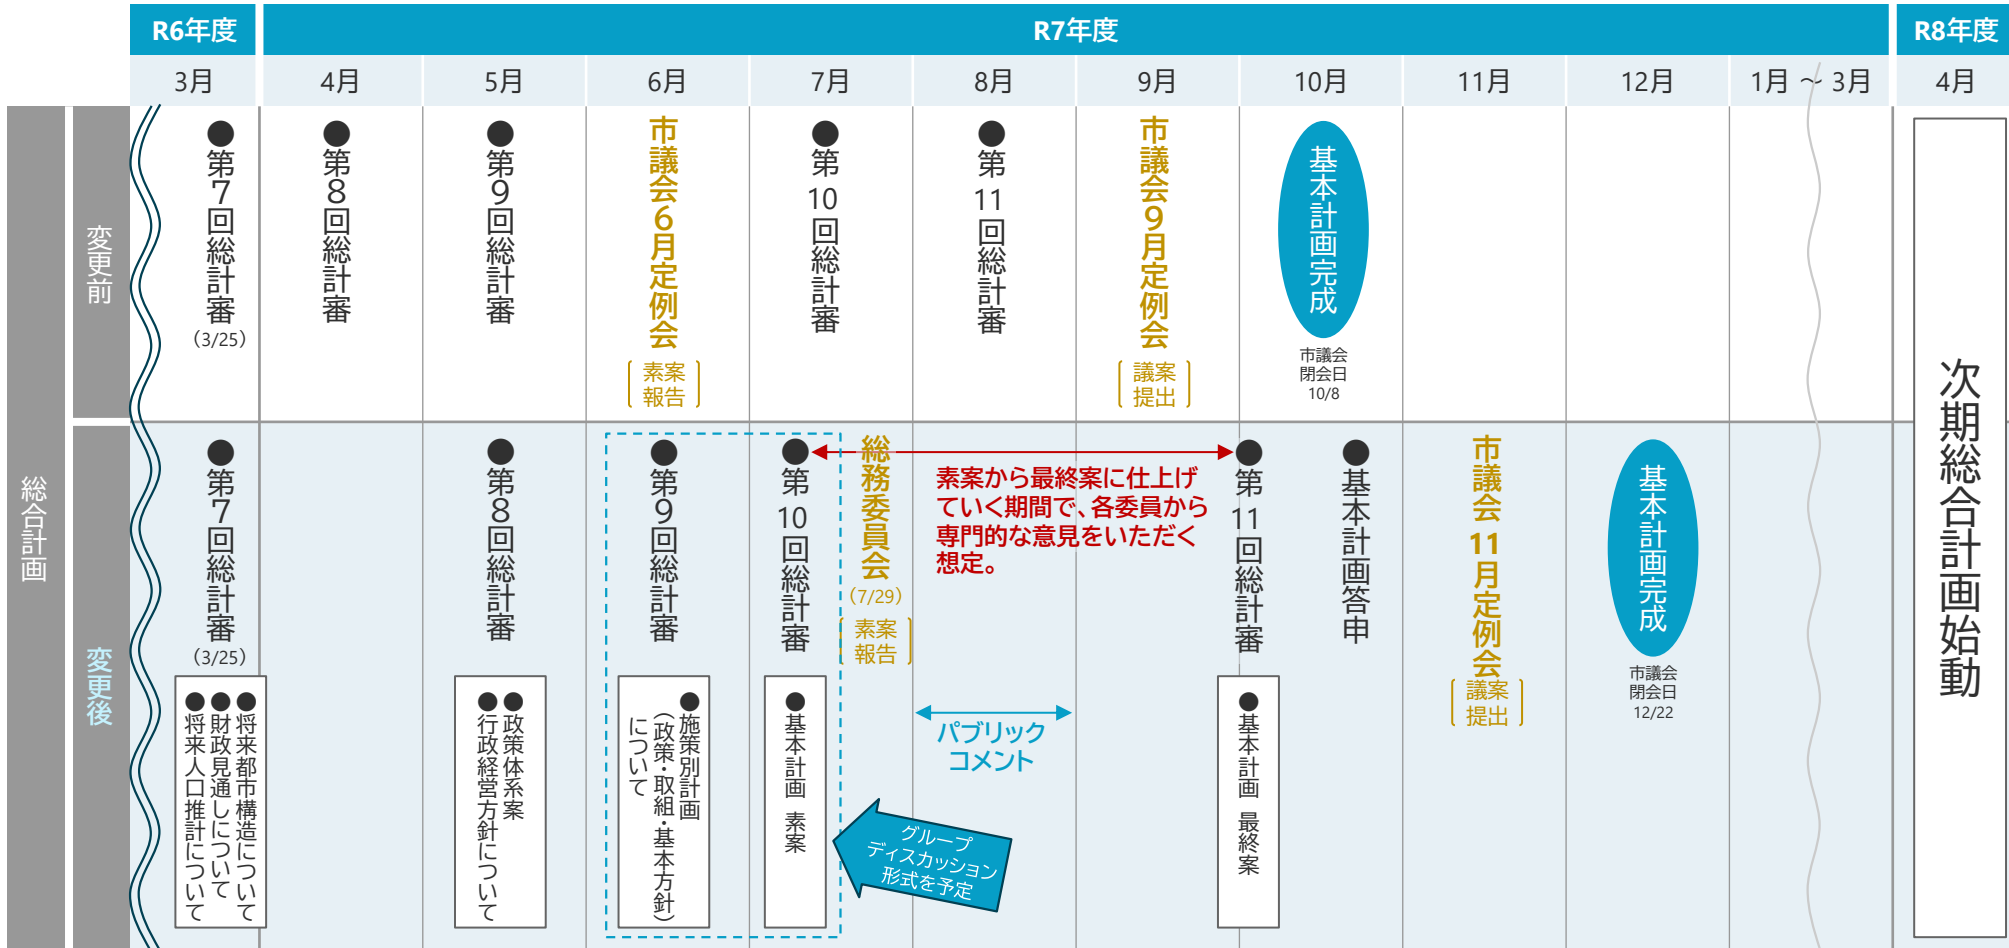 R6年度
R7年度
R8年度
3月
4月
5月
6月
7月
8月
9月
10月
11月
12月
1月 ～ 3月
4月
総合計画
変更前
●第7回総計審
（3/25）
●第8回総計審
●第9回総計審
市議会6月定例会
素案
報告
●第10回総計審
●第11回総計審
市議会9月定例会
議案
提出
基本計画完成
市議会
閉会日
10/8
次期総合計画始動
変更後
●第7回総計審
（3/25）
●将来都市構造について
●財政見通しについて
●将来人口推計について
●第8回総計審
●政策体系案
●行政経営方針について
●第9回総計審
●施策別計画
（政策・取組・基本方針）
について
●第10回総計審
●基本計画 素案
総務委員会
（7/29）
素案
報告
素案から最終案に仕上げ
ていく期間で、各委員から
専門的な意見をいただく
想定。
パブリック
コメント
グループ
ディスカッション
形式を予定
●第11回総計審
●基本計画 最終案
●基本計画答申
市議会11月定例会
議案
提出
基本計画完成
市議会
閉会日
12/22